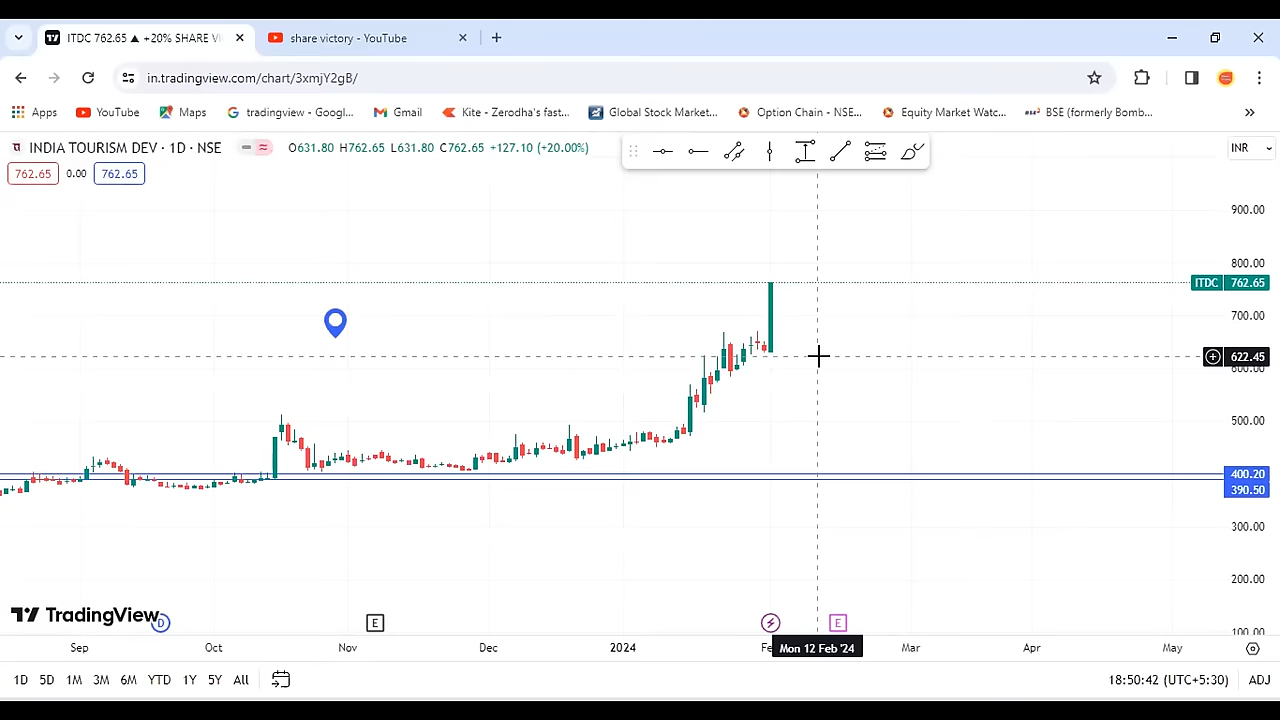 ITDC 762.65 ▲ +20% SHARE VI
share victory - YouTube
in.tradingview.com/chart/3xmjY2gB/
Apps YouTube Maps tradingview - Googl... Gmail Kite - Zerodha's fast... Global Stock Market... Option Chain - NSE... Equity Market Watc... BSE (formerly Bomb... »
INDIA TOURISM DEV · 1D · NSE O631.80 H762.65 L631.80 C762.65 +127.10 (+20.00%) INR
762.65 0.00 762.65
900.00
800.00
ITDC 762.65
700.00
622.45
600.00
500.00
400.20
390.50
300.00
200.00
100.00
TradingView D E E
Sep Oct Nov Dec 2024 Fe Mon 12 Feb '24 Mar Apr May
1D 5D 1M 3M 6M YTD 1Y 5Y All 18:50:42 (UTC+5:30) ADJ